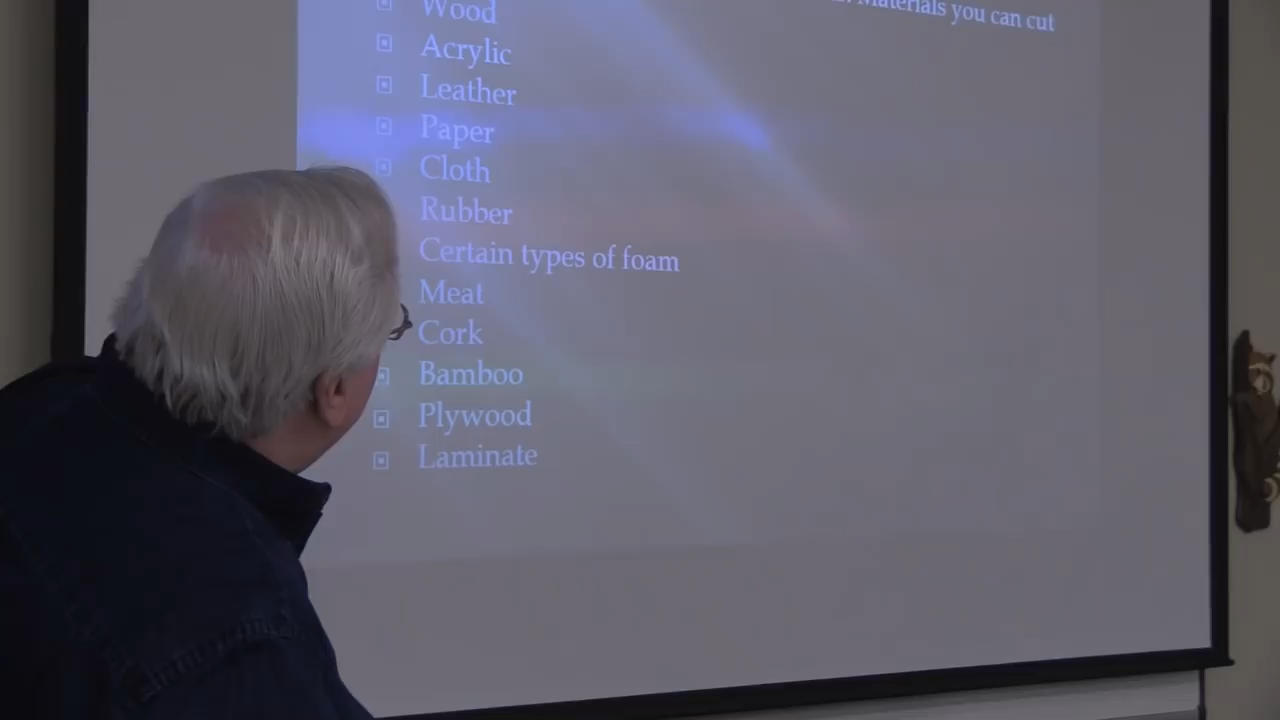 Materials you can cut
Wood
Acrylic
Leather
Paper
Cloth
Rubber
Certain types of foam
Meat
Cork
Bamboo
Plywood
Laminate